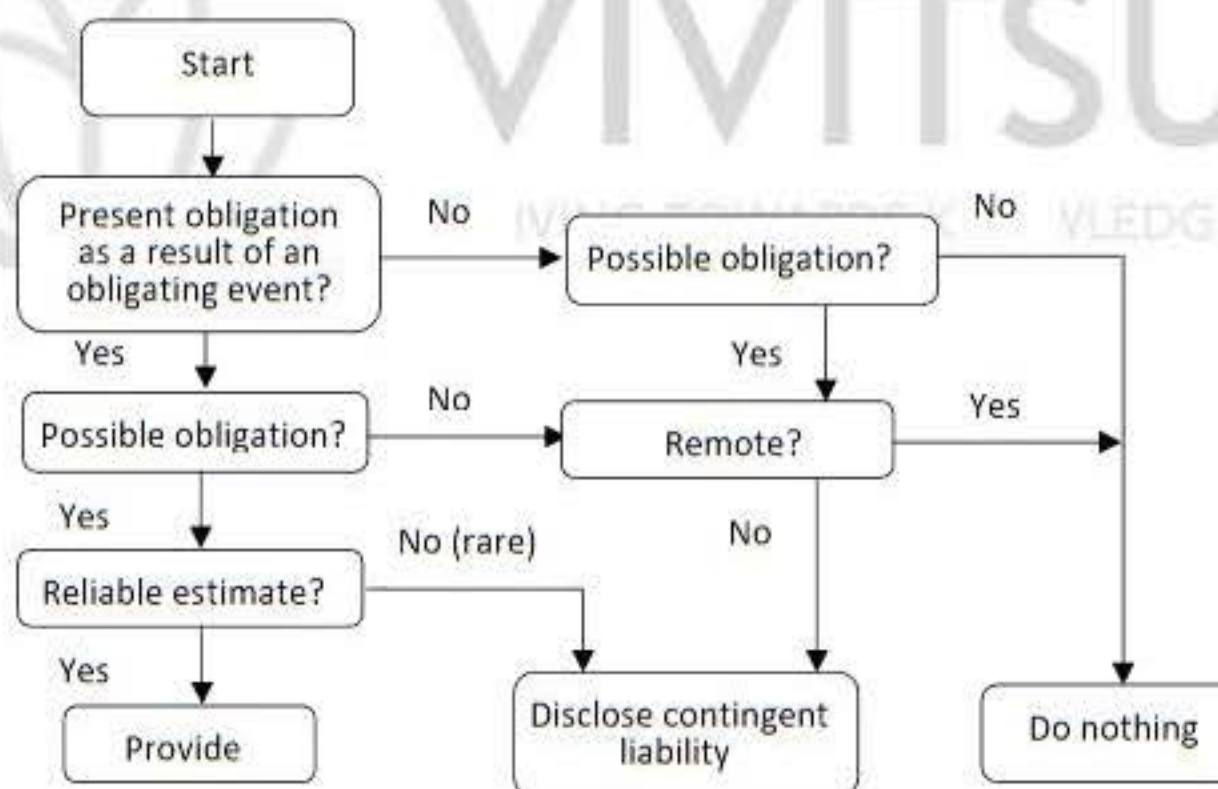 VIVITSU
Start
Present obligation
as a result of an
obligating event?
No
Possible obligation?
No
Yes
Yes
Possible obligation?
No
Remote?
Yes
Yes
No (rare)
No
Reliable estimate?
Yes
Provide
Disclose contingent
liability
Do nothing